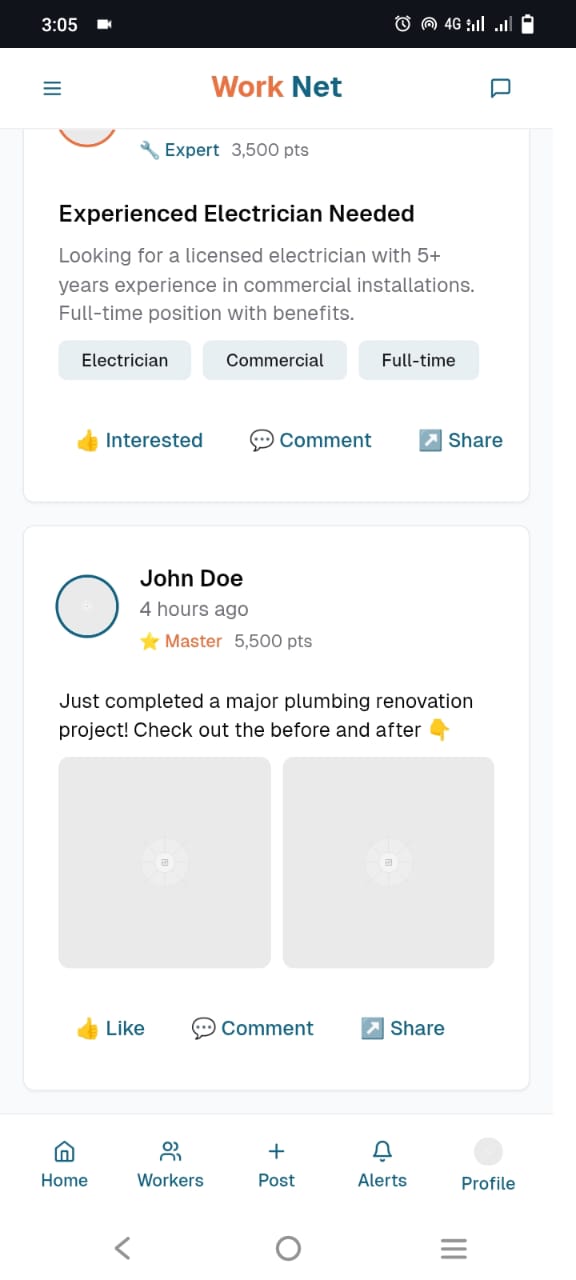 3:05
4G
Work Net
🔧 Expert 3,500 pts
Experienced Electrician Needed
Looking for a licensed electrician with 5+
years experience in commercial installations.
Full-time position with benefits.
Electrician Commercial Full-time
👍 Interested 💬 Comment ↗️ Share
John Doe
4 hours ago
⭐ Master 5,500 pts
Just completed a major plumbing renovation
project! Check out the before and after 👇
👍 Like 💬 Comment ↗️ Share
Home Workers Post Alerts Profile